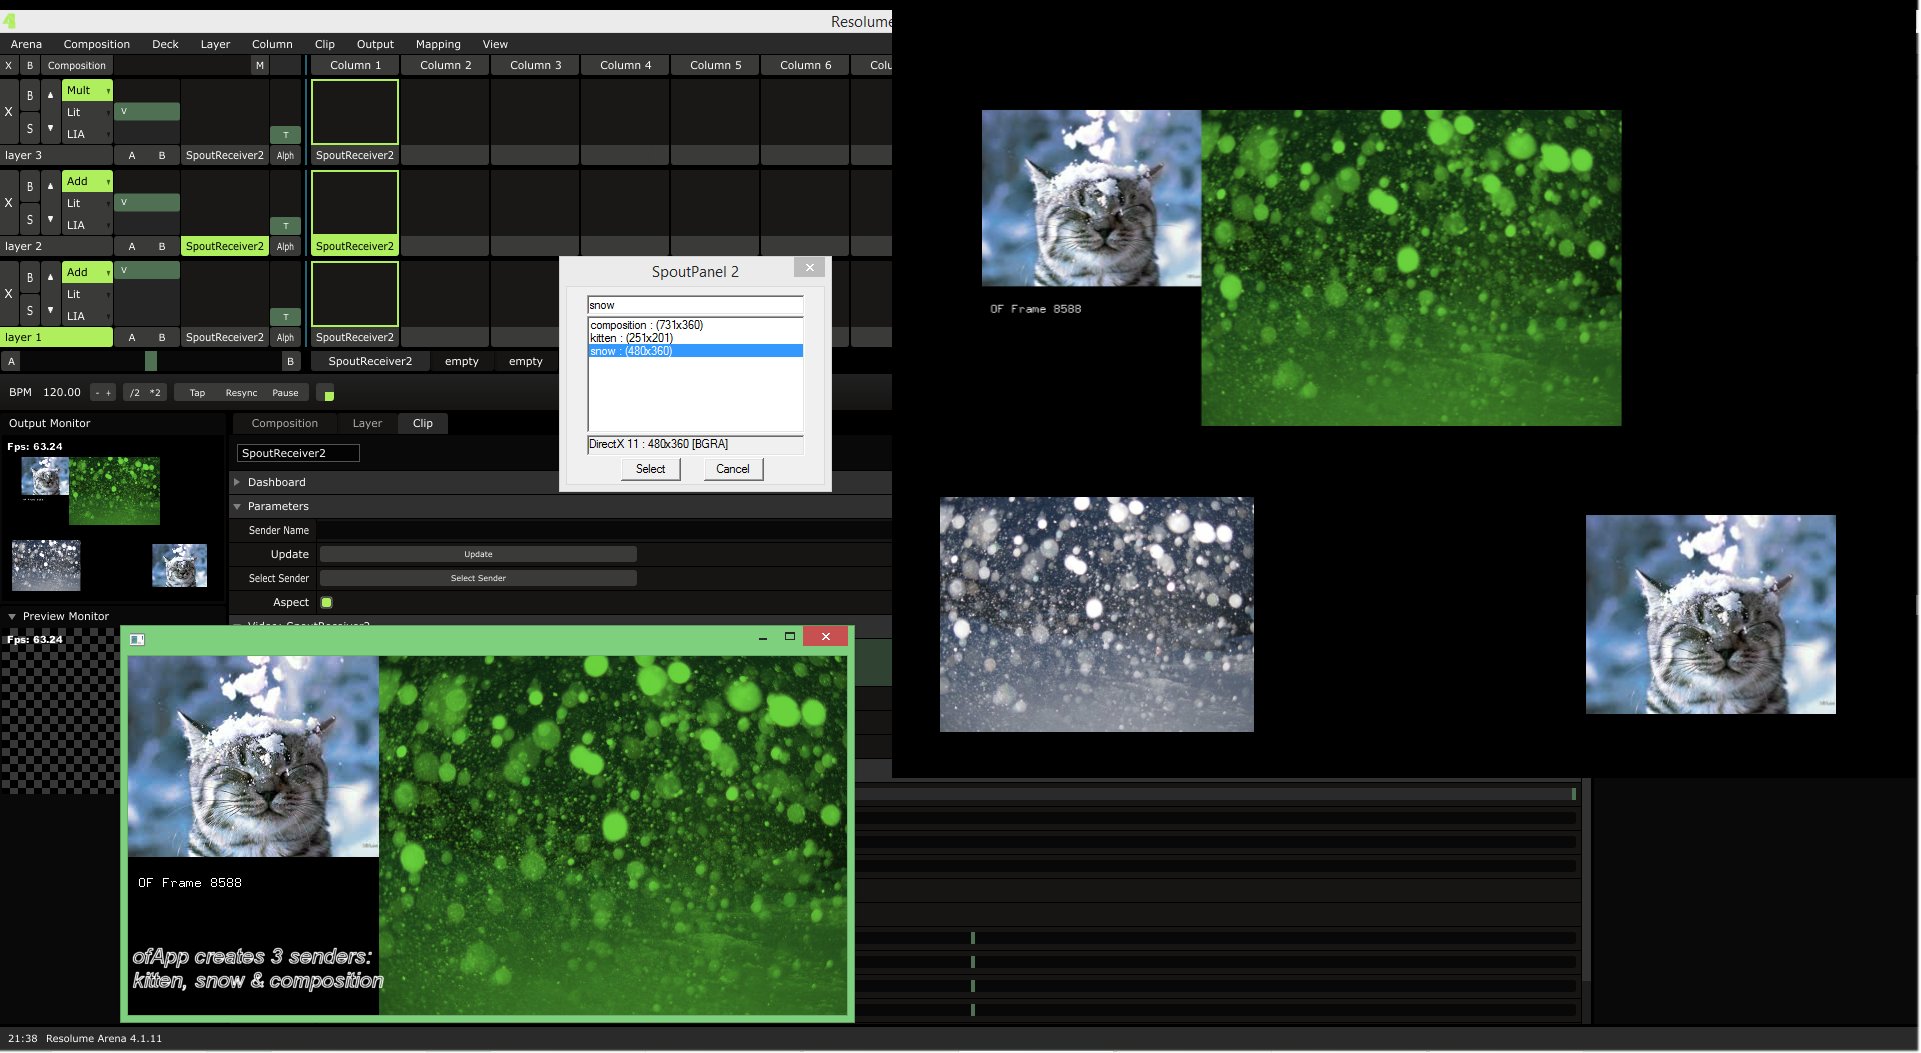 Resolume
Arena Composition Deck Layer Column Clip Output Mapping View
X B Composition M Column 1 Column 2 Column 3 Column 4 Column 5 Column 6 Colu
X B S Mult Lit LIA V T
layer 3 A B SpoutReceiver2 Alph SpoutReceiver2
X B S Add Lit LIA V T
layer 2 A B SpoutReceiver2 Alph SpoutReceiver2
X B S Add Lit LIA V T
layer 1 A B SpoutReceiver2 Alph SpoutReceiver2
A B SpoutReceiver2 empty empty
BPM 120.00 - + /2 *2 Tap Resync Pause
Output Monitor
Fps: 63.24
Preview Monitor
Fps: 63.24
Composition Layer Clip
SpoutReceiver2
Dashboard
Parameters
Sender Name
Update Update
Select Sender Select Sender
Aspect
Video: SpoutReceiver2
SpoutPanel 2
snow
composition : (731x360)
kitten : (251x201)
snow : (480x360)
DirectX 11 : 480x360 [BGRA]
Select Cancel
OF Frame 8588
OF Frame 8588
ofApp creates 3 senders:
kitten, snow & composition
21:38 Resolume Arena 4.1.11